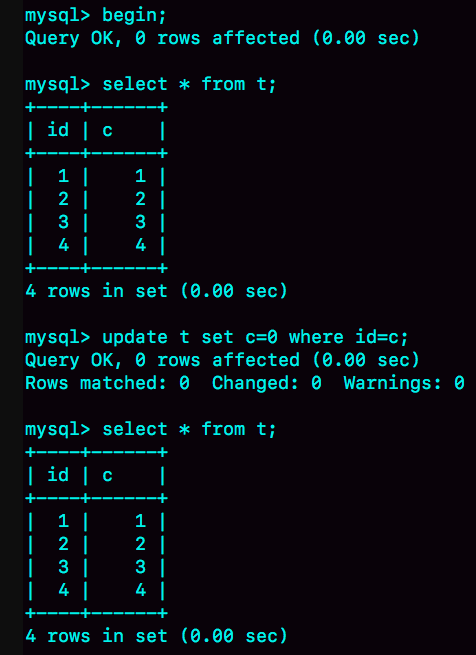 mysql> begin;
Query OK, 0 rows affected (0.00 sec)
mysql> select * from t;
+----+------+
| id | c    |
+----+------+
|  1 |    1 |
|  2 |    2 |
|  3 |    3 |
|  4 |    4 |
+----+------+
4 rows in set (0.00 sec)
mysql> update t set c=0 where id=c;
Query OK, 0 rows affected (0.00 sec)
Rows matched: 0  Changed: 0  Warnings: 0
mysql> select * from t;
+----+------+
| id | c    |
+----+------+
|  1 |    1 |
|  2 |    2 |
|  3 |    3 |
|  4 |    4 |
+----+------+
4 rows in set (0.00 sec)